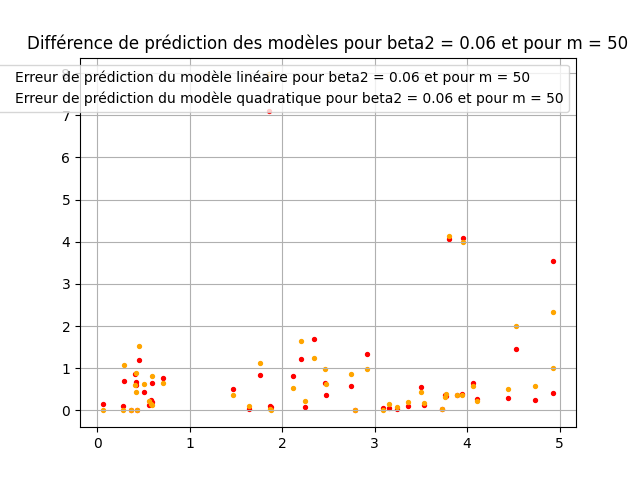 Différence de prédiction des modèles pour beta2 = 0.06 et pour m = 50
Erreur de prédiction du modèle linéaire pour beta2 = 0.06 et pour m = 50
Erreur de prédiction du modèle quadratique pour beta2 = 0.06 et pour m = 50
8
7
6
5
4
3
2
1
0
0 1 2 3 4 5